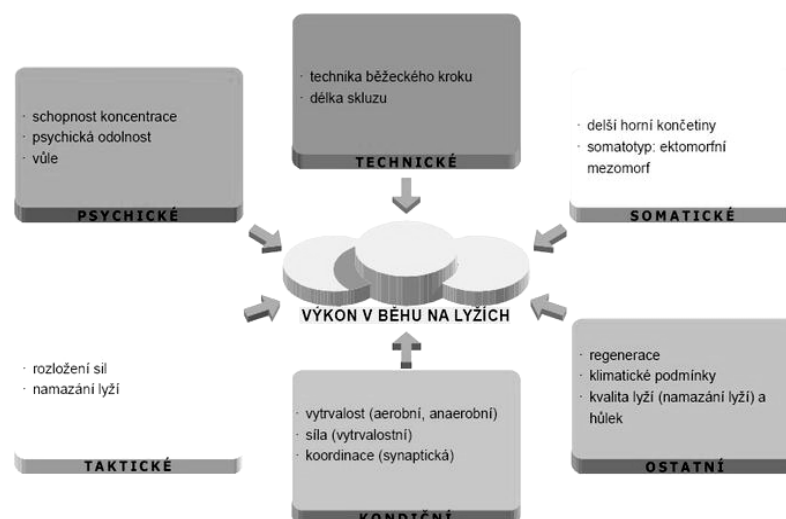 · technika běžeckého kroku
· délka skluzu
TECHNICKÉ
· schopnost koncentrace
· psychická odolnost
· vůle
PSYCHICKÉ
· delší horní končetiny
· somatotyp: ektomorfní
mezomorf
SOMATICKÉ
VÝKON V BĚHU NA LYŽÍCH
· rozložení sil
· namazání lyží
TAKTICKÉ
· vytrvalost (aerobní, anaerobní)
· síla (vytrvalostní)
· koordinace (synaptická)
KONDIČNÍ
· regenerace
· klimatické podmínky
· kvalita lyží (namazání lyží) a
hůlek
OSTATNÍ